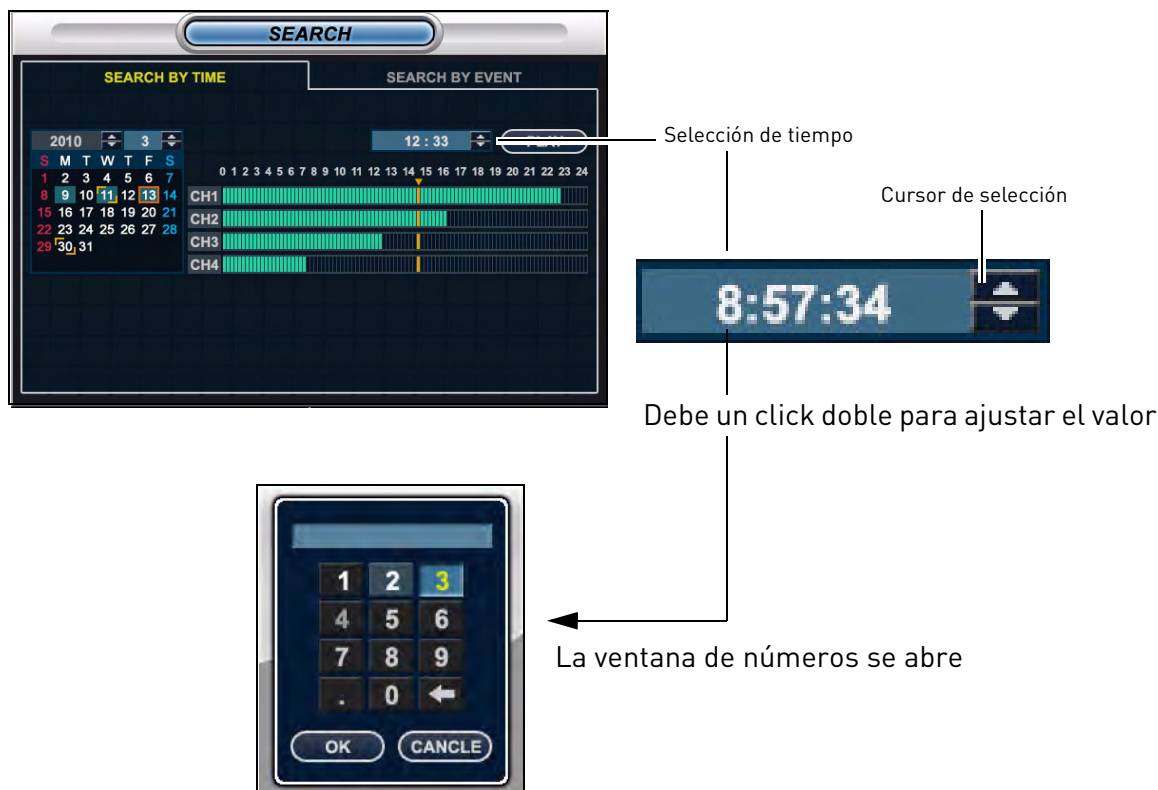 SEARCH
SEARCH BY TIME
SEARCH BY EVENT
2010 3
12 : 33
S M T W T F S
1 2 3 4 5 6 7
8 9 10 11 12 13 14
15 16 17 18 19 20 21
22 23 24 25 26 27 28
29 30 31
0 1 2 3 4 5 6 7 8 9 10 11 12 13 14 15 16 17 18 19 20 21 22 23 24
CH1
CH2
CH3
CH4
Selección de tiempo
Cursor de selección
8:57:34
Debe un click doble para ajustar el valor
1 2 3
4 5 6
7 8 9
. 0
OK CANCLE
La ventana de números se abre